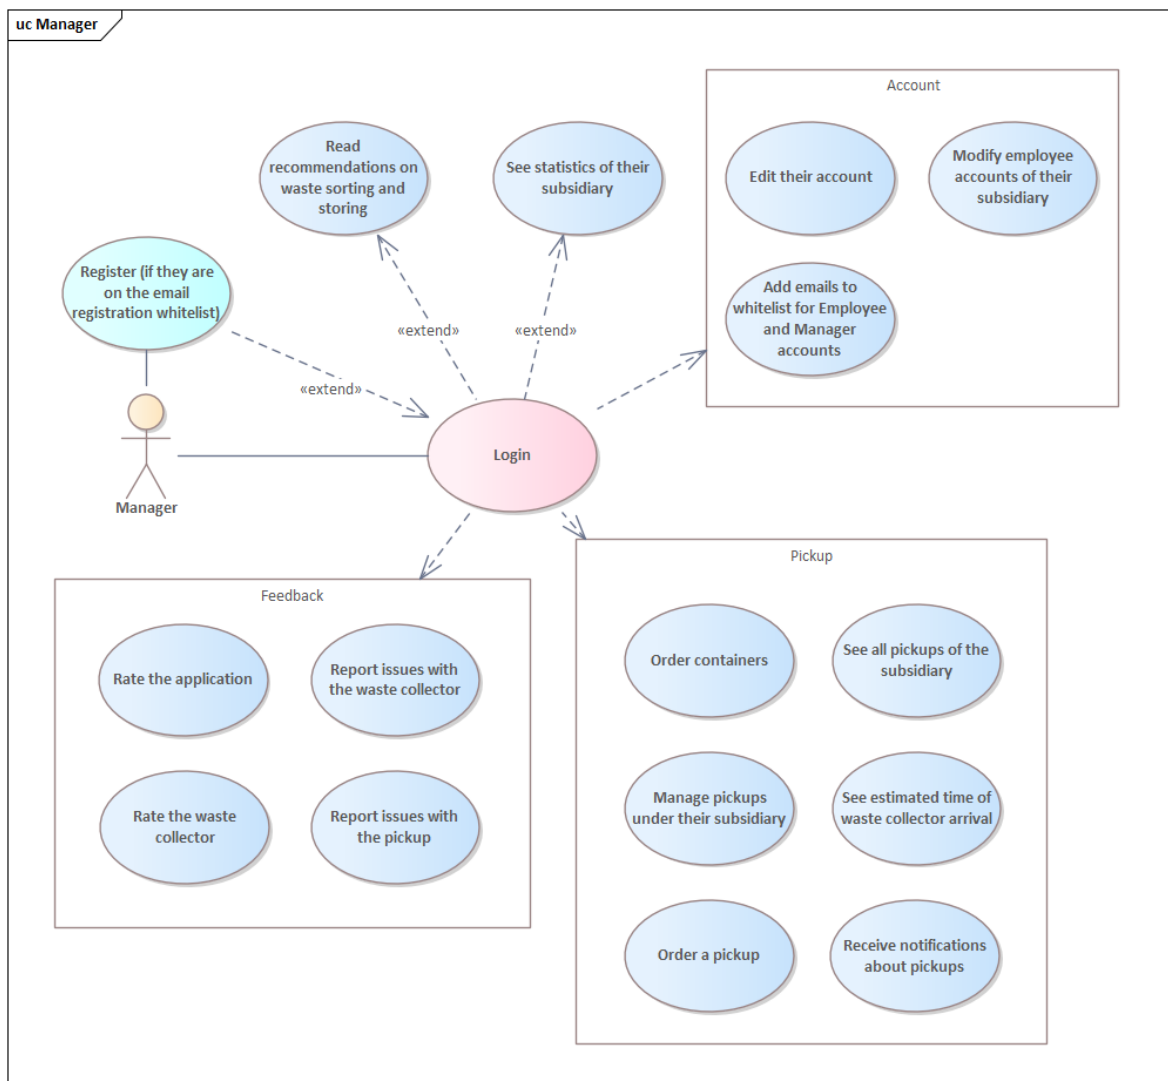 uc Manager
Account
Read
recommendations on
waste sorting and
storing
See statistics of their
subsidiary
Edit their account
Modify employee
accounts of their
subsidiary
Register (if they are
on the email
registration whitelist)
Add emails to
whitelist for Employee
and Manager
accounts
«extend»
«extend»
«extend»
Login
Manager
Feedback
Rate the application
Report issues with
the waste collector
Rate the waste
collector
Report issues with
the pickup
Pickup
Order containers
See all pickups of the
subsidiary
Manage pickups
under their subsidiary
See estimated time of
waste collector arrival
Order a pickup
Receive notifications
about pickups